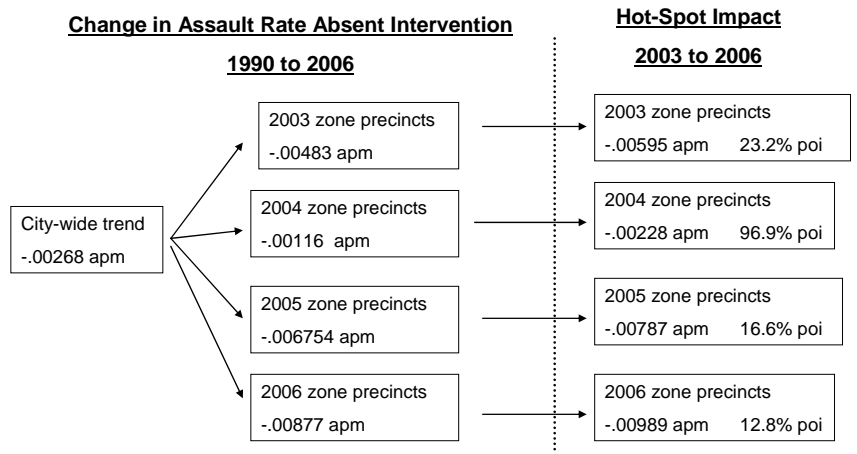 Change in Assault Rate Absent Intervention
1990 to 2006
Hot-Spot Impact
2003 to 2006
City-wide trend
-.00268 apm
2003 zone precincts
-.00483 apm
2004 zone precincts
-.00116 apm
2005 zone precincts
-.006754 apm
2006 zone precincts
-.00877 apm
2003 zone precincts
-.00595 apm 23.2% poi
2004 zone precincts
-.00228 apm 96.9% poi
2005 zone precincts
-.00787 apm 16.6% poi
2006 zone precincts
-.00989 apm 12.8% poi